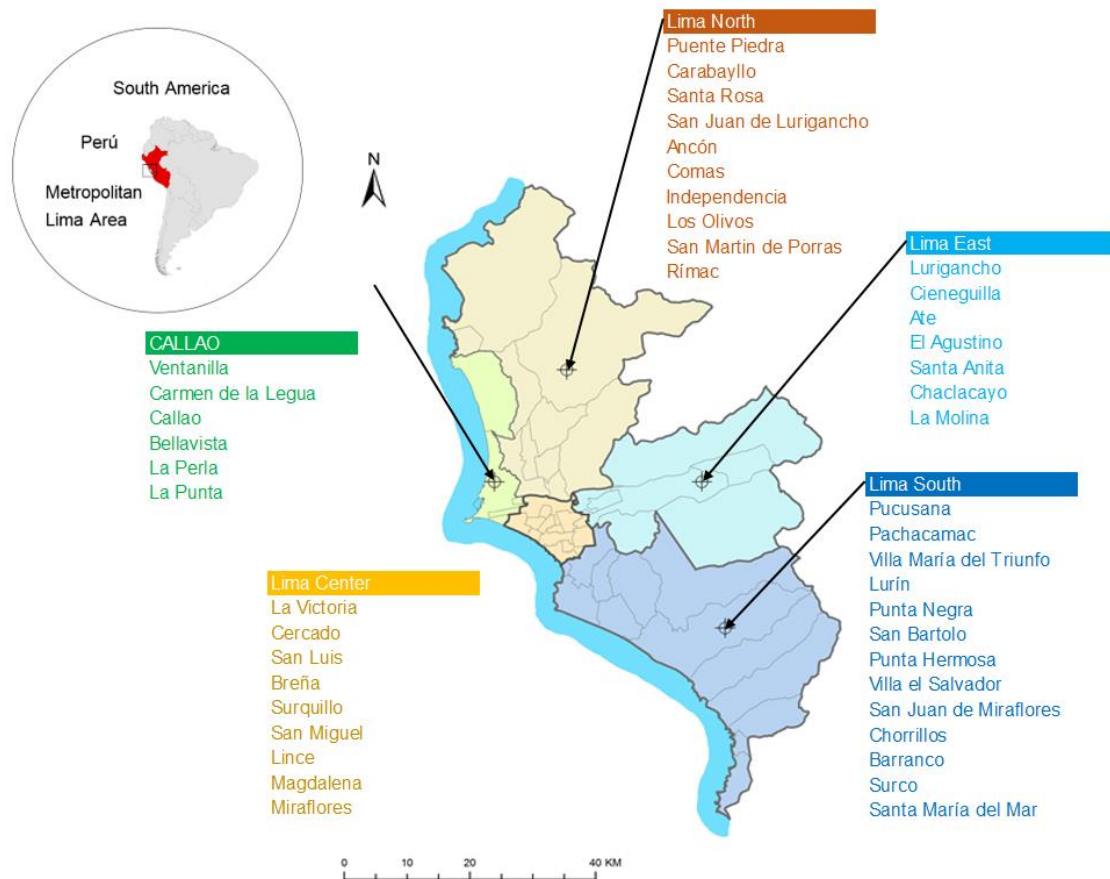 South America
Perú
Metropolitan
Lima Area
N
Lima North
Puente Piedra
Carabayllo
Santa Rosa
San Juan de Lurigancho
Ancón
Comas
Independencia
Los Olivos
San Martin de Porras
Rímac
Lima East
Lurigancho
Cieneguilla
Ate
El Agustino
Santa Anita
Chaclacayo
La Molina
CALLAO
Ventanilla
Carmen de la Legua
Callao
Bellavista
La Perla
La Punta
Lima South
Pucusana
Pachacamac
Villa María del Triunfo
Lurín
Punta Negra
San Bartolo
Punta Hermosa
Villa el Salvador
San Juan de Miraflores
Chorrillos
Barranco
Surco
Santa María del Mar
Lima Center
La Victoria
Cercado
San Luis
Breña
Surquillo
San Miguel
Lince
Magdalena
Miraflores
0 10 20 40 KM